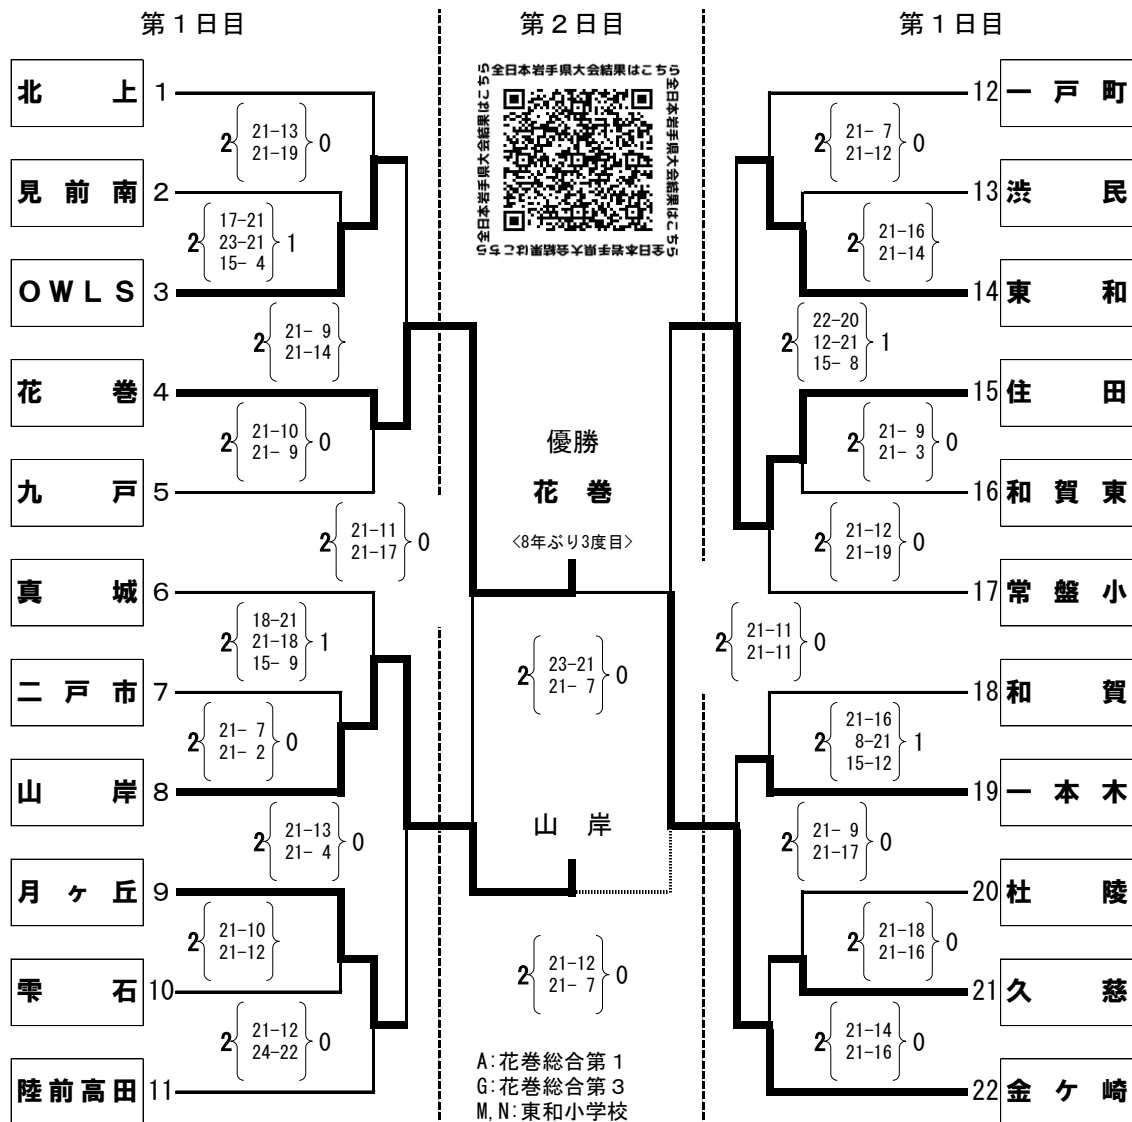 第1日目
第2日目
第1日目
全日本岩手県大会結果はこちら
全日本岩手県大会結果はこちら
全日本岩手県大会結果はこちら
全日本岩手県大会結果はこちら
北上 1
2 21-13 0
21-19
見前南 2
2 17-21 1
23-21
15- 4
OWLS 3
2 21- 9
21-14
花巻 4
2 21-10 0
21- 9
九戸 5
2 21-11 0
21-17
真城 6
2 18-21 1
21-18
15- 9
二戸市 7
2 21- 7 0
21- 2
山岸 8
2 21-13 0
21- 4
月ヶ丘 9
2 21-10
21-12
雫石 10
2 21-12 0
24-22
陸前高田 11
優勝
花巻
<8年ぶり3度目>
2 23-21 0
21- 7
山岸
2 21-12 0
21- 7
A:花巻総合第1
G:花巻総合第3
M,N:東和小学校
12 一戸町
2 21- 7 0
21-12
13 渋民
2 21-16
21-14
14 東和
2 22-20 1
12-21
15- 8
15 住田
2 21- 9 0
21- 3
16 和賀東
2 21-12 0
21-19
17 常盤小
2 21-11 0
21-11
18 和賀
2 21-16 1
8-21
15-12
19 一本木
2 21- 9 0
21-17
20 杜陵
2 21-18 0
21-16
21 久慈
2 21-14 0
21-16
22 金ケ崎